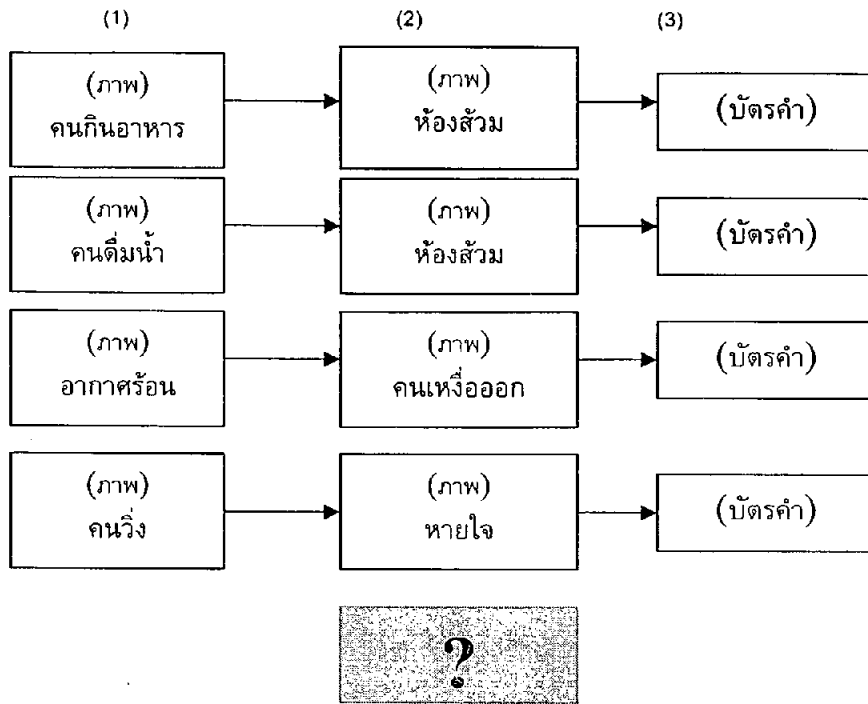 (1) (2) (3)
(ภาพ) (ภาพ) (บัตรคำ)
คนกินอาหาร ห้องส้วม
(ภาพ) (ภาพ) (บัตรคำ)
คนดื่มน้ำ ห้องส้วม
(ภาพ) (ภาพ) (บัตรคำ)
อากาศร้อน คนเหงื่อออก
(ภาพ) (ภาพ) (บัตรคำ)
คนวิ่ง หายใจ
?